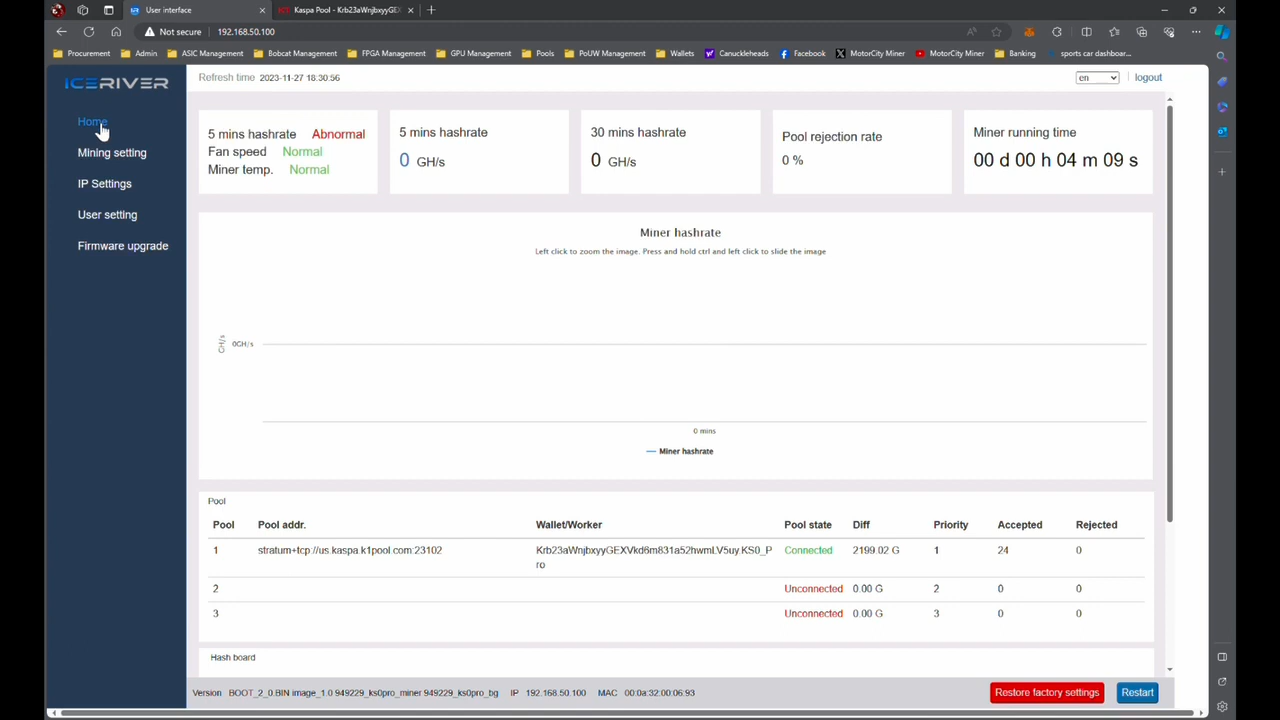 User interface
Kaspa Pool - Krb23aWnjbxyyGEX
Not secure 192.168.50.100
Procurement Admin ASIC Management Bobcat Management FPGA Management GPU Management Pools PoUW Management Wallets Canuckleheads Facebook MotorCity Miner MotorCity Miner Banking sports car dashboar...
ICERIVER
Refresh time 2023-11-27 18:30:56
en
logout
Home
Mining setting
IP Settings
User setting
Firmware upgrade
5 mins hashrate Abnormal
Fan speed Normal
Miner temp. Normal
5 mins hashrate
0 GH/s
30 mins hashrate
0 GH/s
Pool rejection rate
0 %
Miner running time
00 d 00 h 04 m 09 s
Miner hashrate
Left click to zoom the image. Press and hold ctrl and left click to slide the image
GH/s
0GH/s
0 mins
Miner hashrate
Pool
Pool Pool addr. Wallet/Worker Pool state Diff Priority Accepted Rejected
1 stratum+tcp://us.kaspa.k1pool.com:23102 Krb23aWnjbxyyGEXVkd6m831a52hwmLV5uy.KS0_P Connected 2199.02 G 1 24 0
ro
2 Unconnected 0.00 G 2 0 0
3 Unconnected 0.00 G 3 0 0
Hash board
Version BOOT_2_0.BIN image_1.0 949229_ks0pro_miner 949229_ks0pro_bg IP 192.168.50.100 MAC 00:0a:32:00:06:93
Restore factory settings
Restart